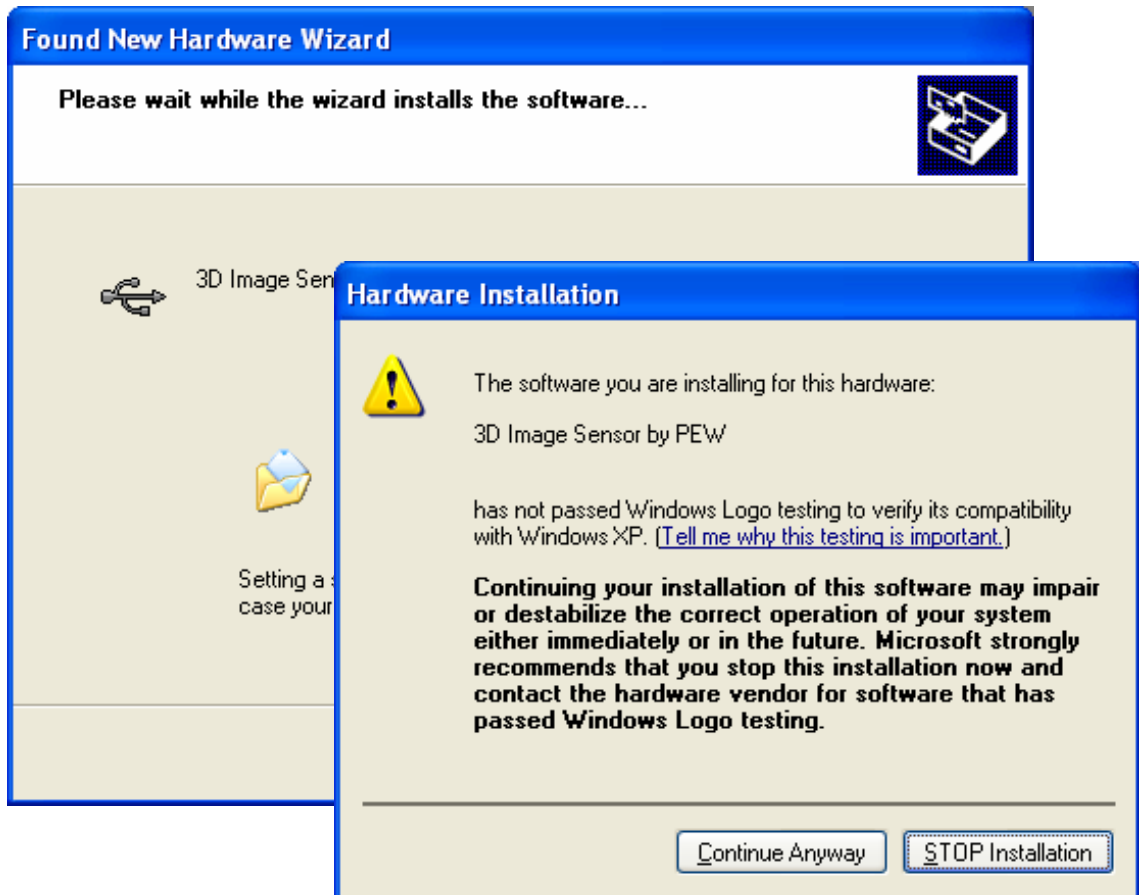 Found New Hardware Wizard
Please wait while the wizard installs the software...
3D Image Sen
Setting a
case your
Hardware Installation
The software you are installing for this hardware:
3D Image Sensor by PEW
has not passed Windows Logo testing to verify its compatibility
with Windows XP. (Tell me why this testing is important.)
Continuing your installation of this software may impair
or destabilize the correct operation of your system
either immediately or in the future. Microsoft strongly
recommends that you stop this installation now and
contact the hardware vendor for software that has
passed Windows Logo testing.
Continue Anyway
STOP Installation